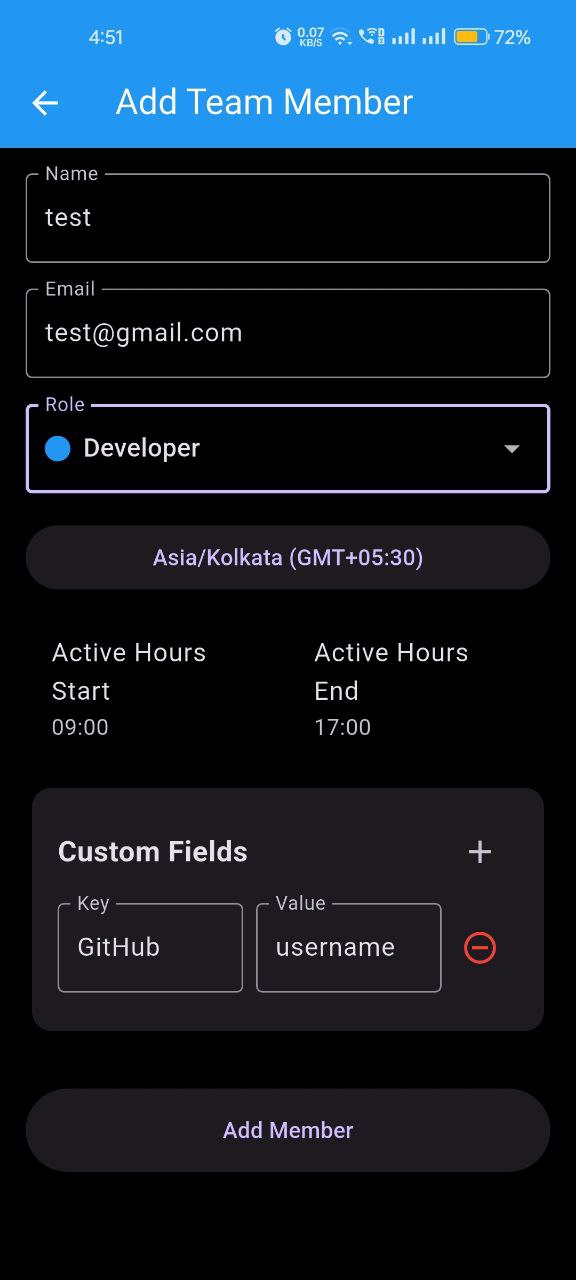 4:51 0.07 KB/S 72%
Add Team Member
Name
test
Email
test@gmail.com
Role
Developer
Asia/Kolkata (GMT+05:30)
Active Hours Start
09:00
Active Hours End
17:00
Custom Fields
Key
GitHub
Value
username
Add Member